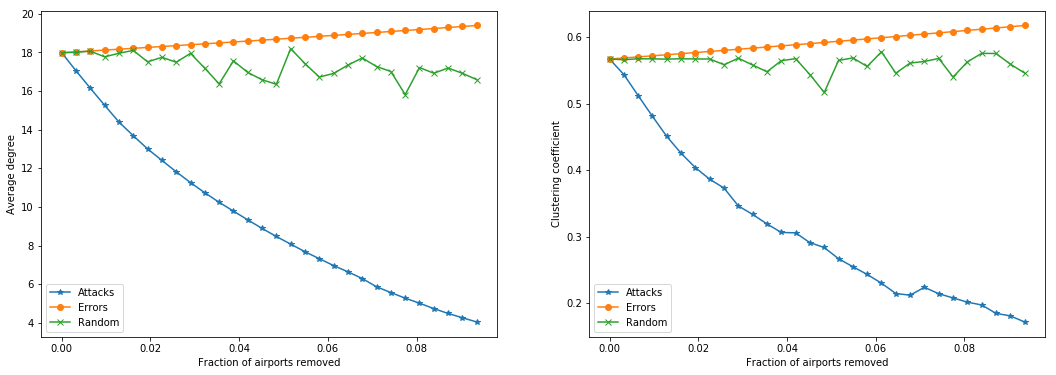 20
18
16
14
12
10
8
6
4
Average degree
Attacks
Errors
Random
0.00
0.02
0.04
0.06
0.08
Fraction of airports removed
0.6
0.5
0.4
0.3
0.2
Clustering coefficient
Attacks
Errors
Random
0.00
0.02
0.04
0.06
0.08
Fraction of airports removed